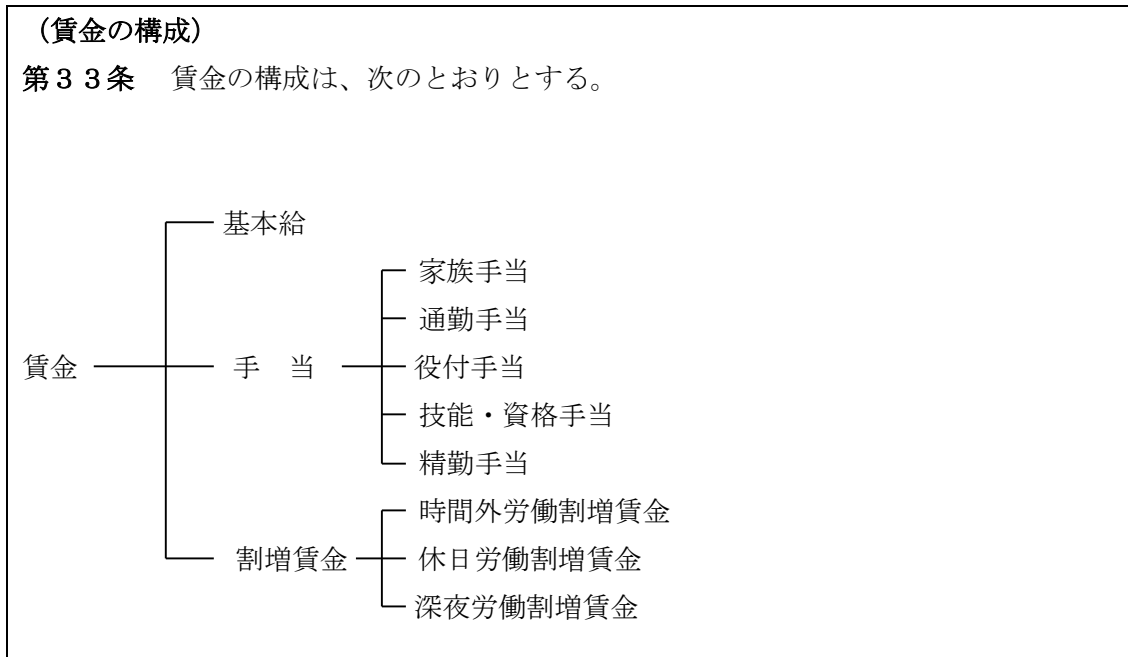 （賃金の構成）
第３３条　賃金の構成は、次のとおりとする。
基本給
家族手当
通勤手当
賃金　手　当　役付手当
技能・資格手当
精勤手当
時間外労働割増賃金
割増賃金　休日労働割増賃金
深夜労働割増賃金